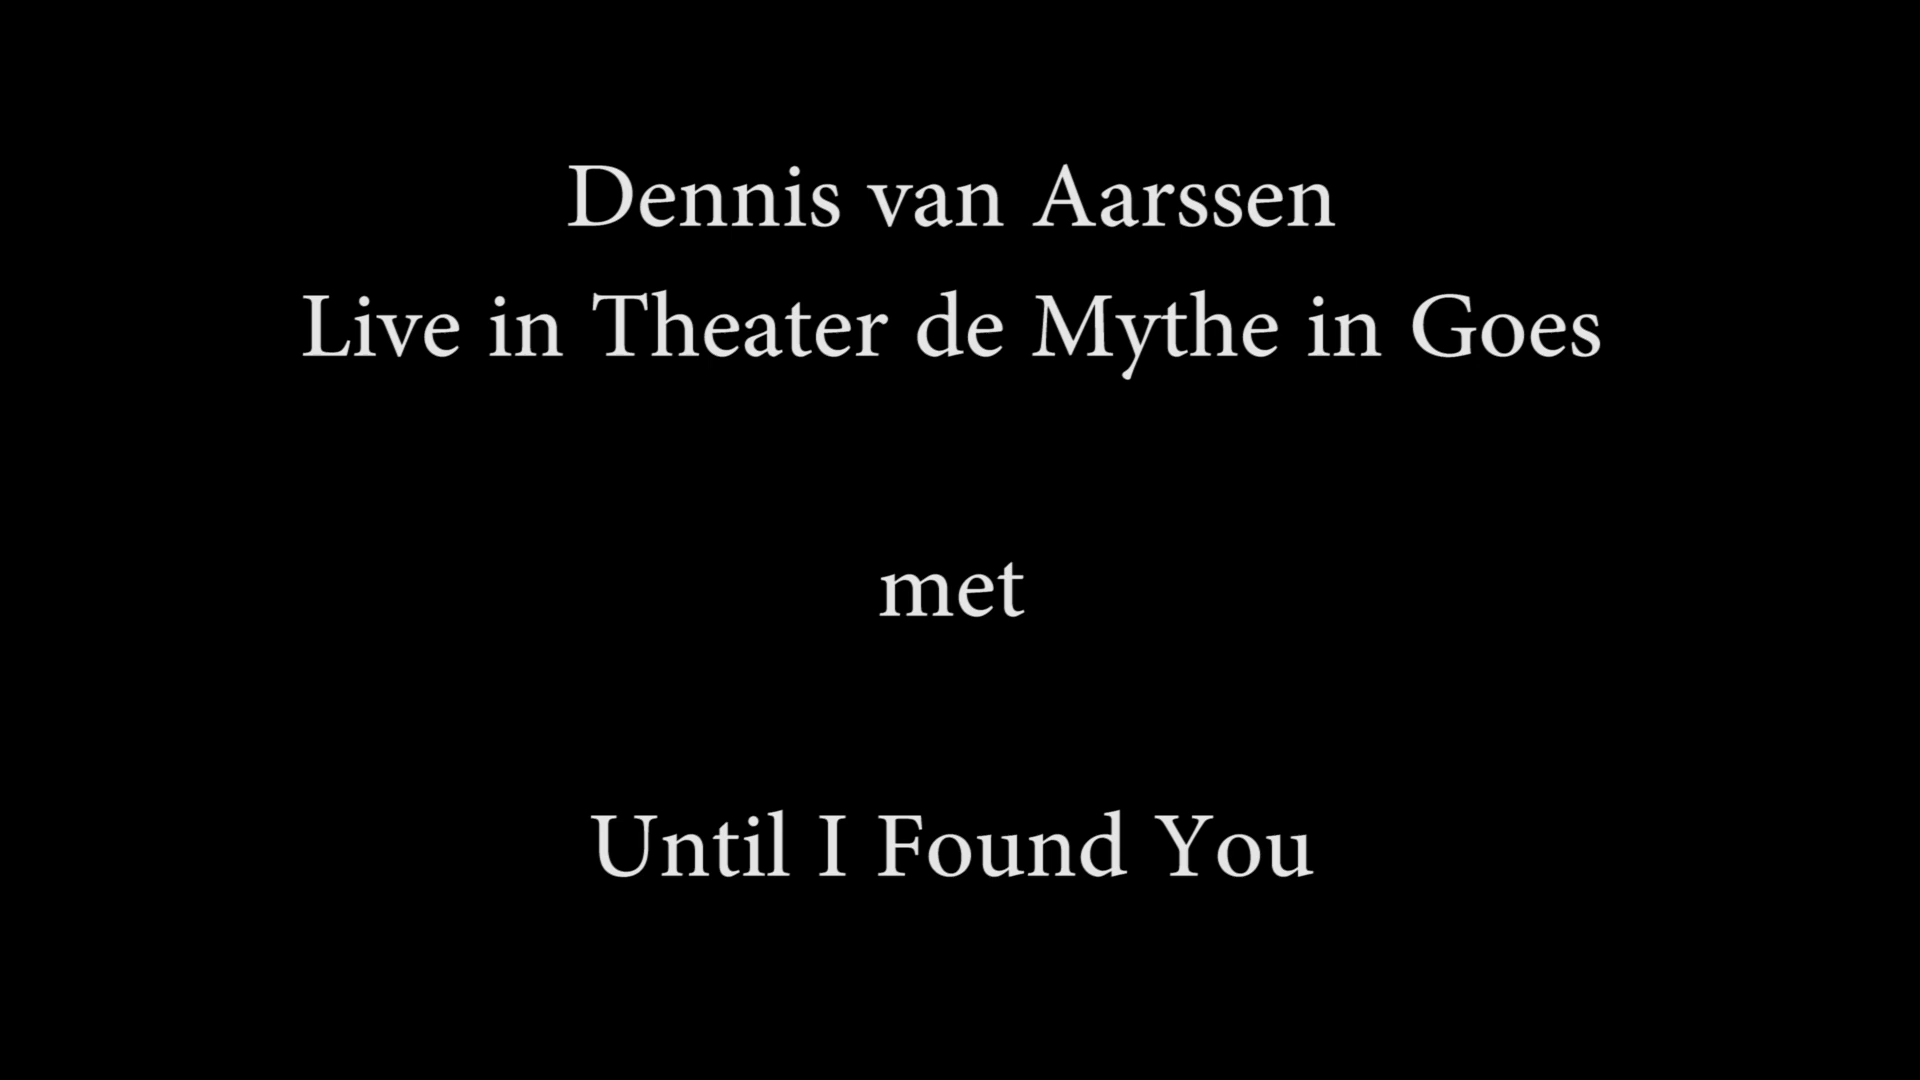 Dennis van Aarssen
Live in Theater de Mythe in Goes
met
Until I Found You